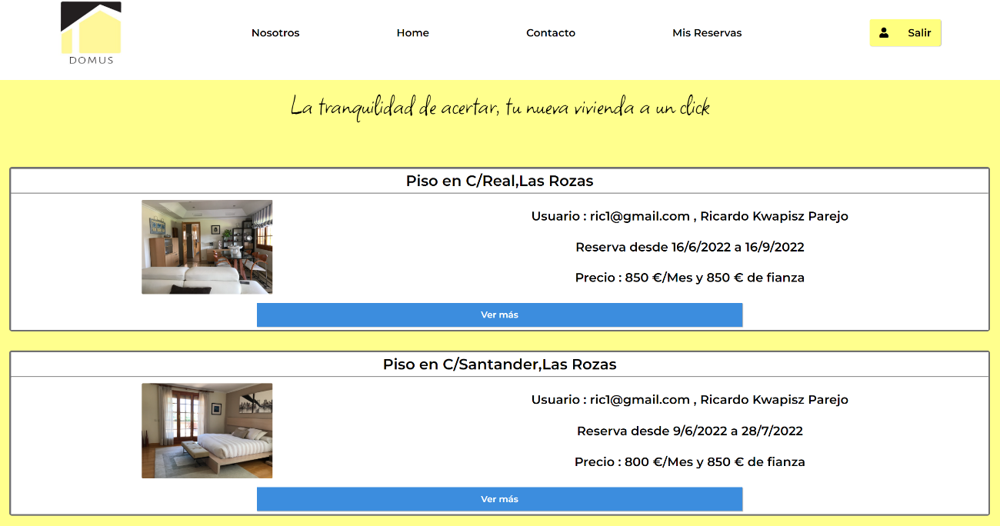 DOMUS
Nosotros
Home
Contacto
Mis Reservas
Salir
La tranquilidad de acertar, tu nueva vivienda a un click
Piso en C/Real,Las Rozas
Usuario : ric1@gmail.com , Ricardo Kwapisz Parejo
Reserva desde 16/6/2022 a 16/9/2022
Precio : 850 €/Mes y 850 € de fianza
Ver más
Piso en C/Santander,Las Rozas
Usuario : ric1@gmail.com , Ricardo Kwapisz Parejo
Reserva desde 9/6/2022 a 28/7/2022
Precio : 800 €/Mes y 850 € de fianza
Ver más